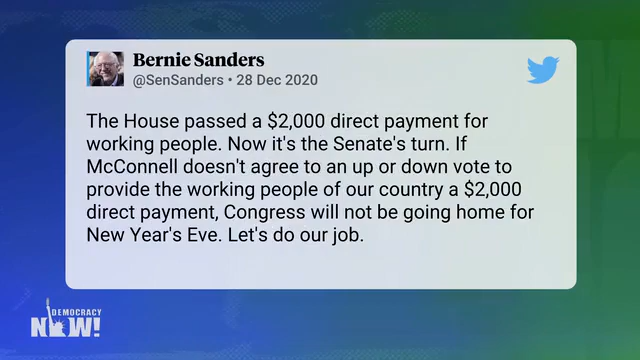 Bernie Sanders
@SenSanders • 28 Dec 2020
The House passed a $2,000 direct payment for
working people. Now it's the Senate's turn. If
McConnell doesn't agree to an up or down vote to
provide the working people of our country a $2,000
direct payment, Congress will not be going home for
New Year's Eve. Let's do our job.
DEMOCRACY
NOW!